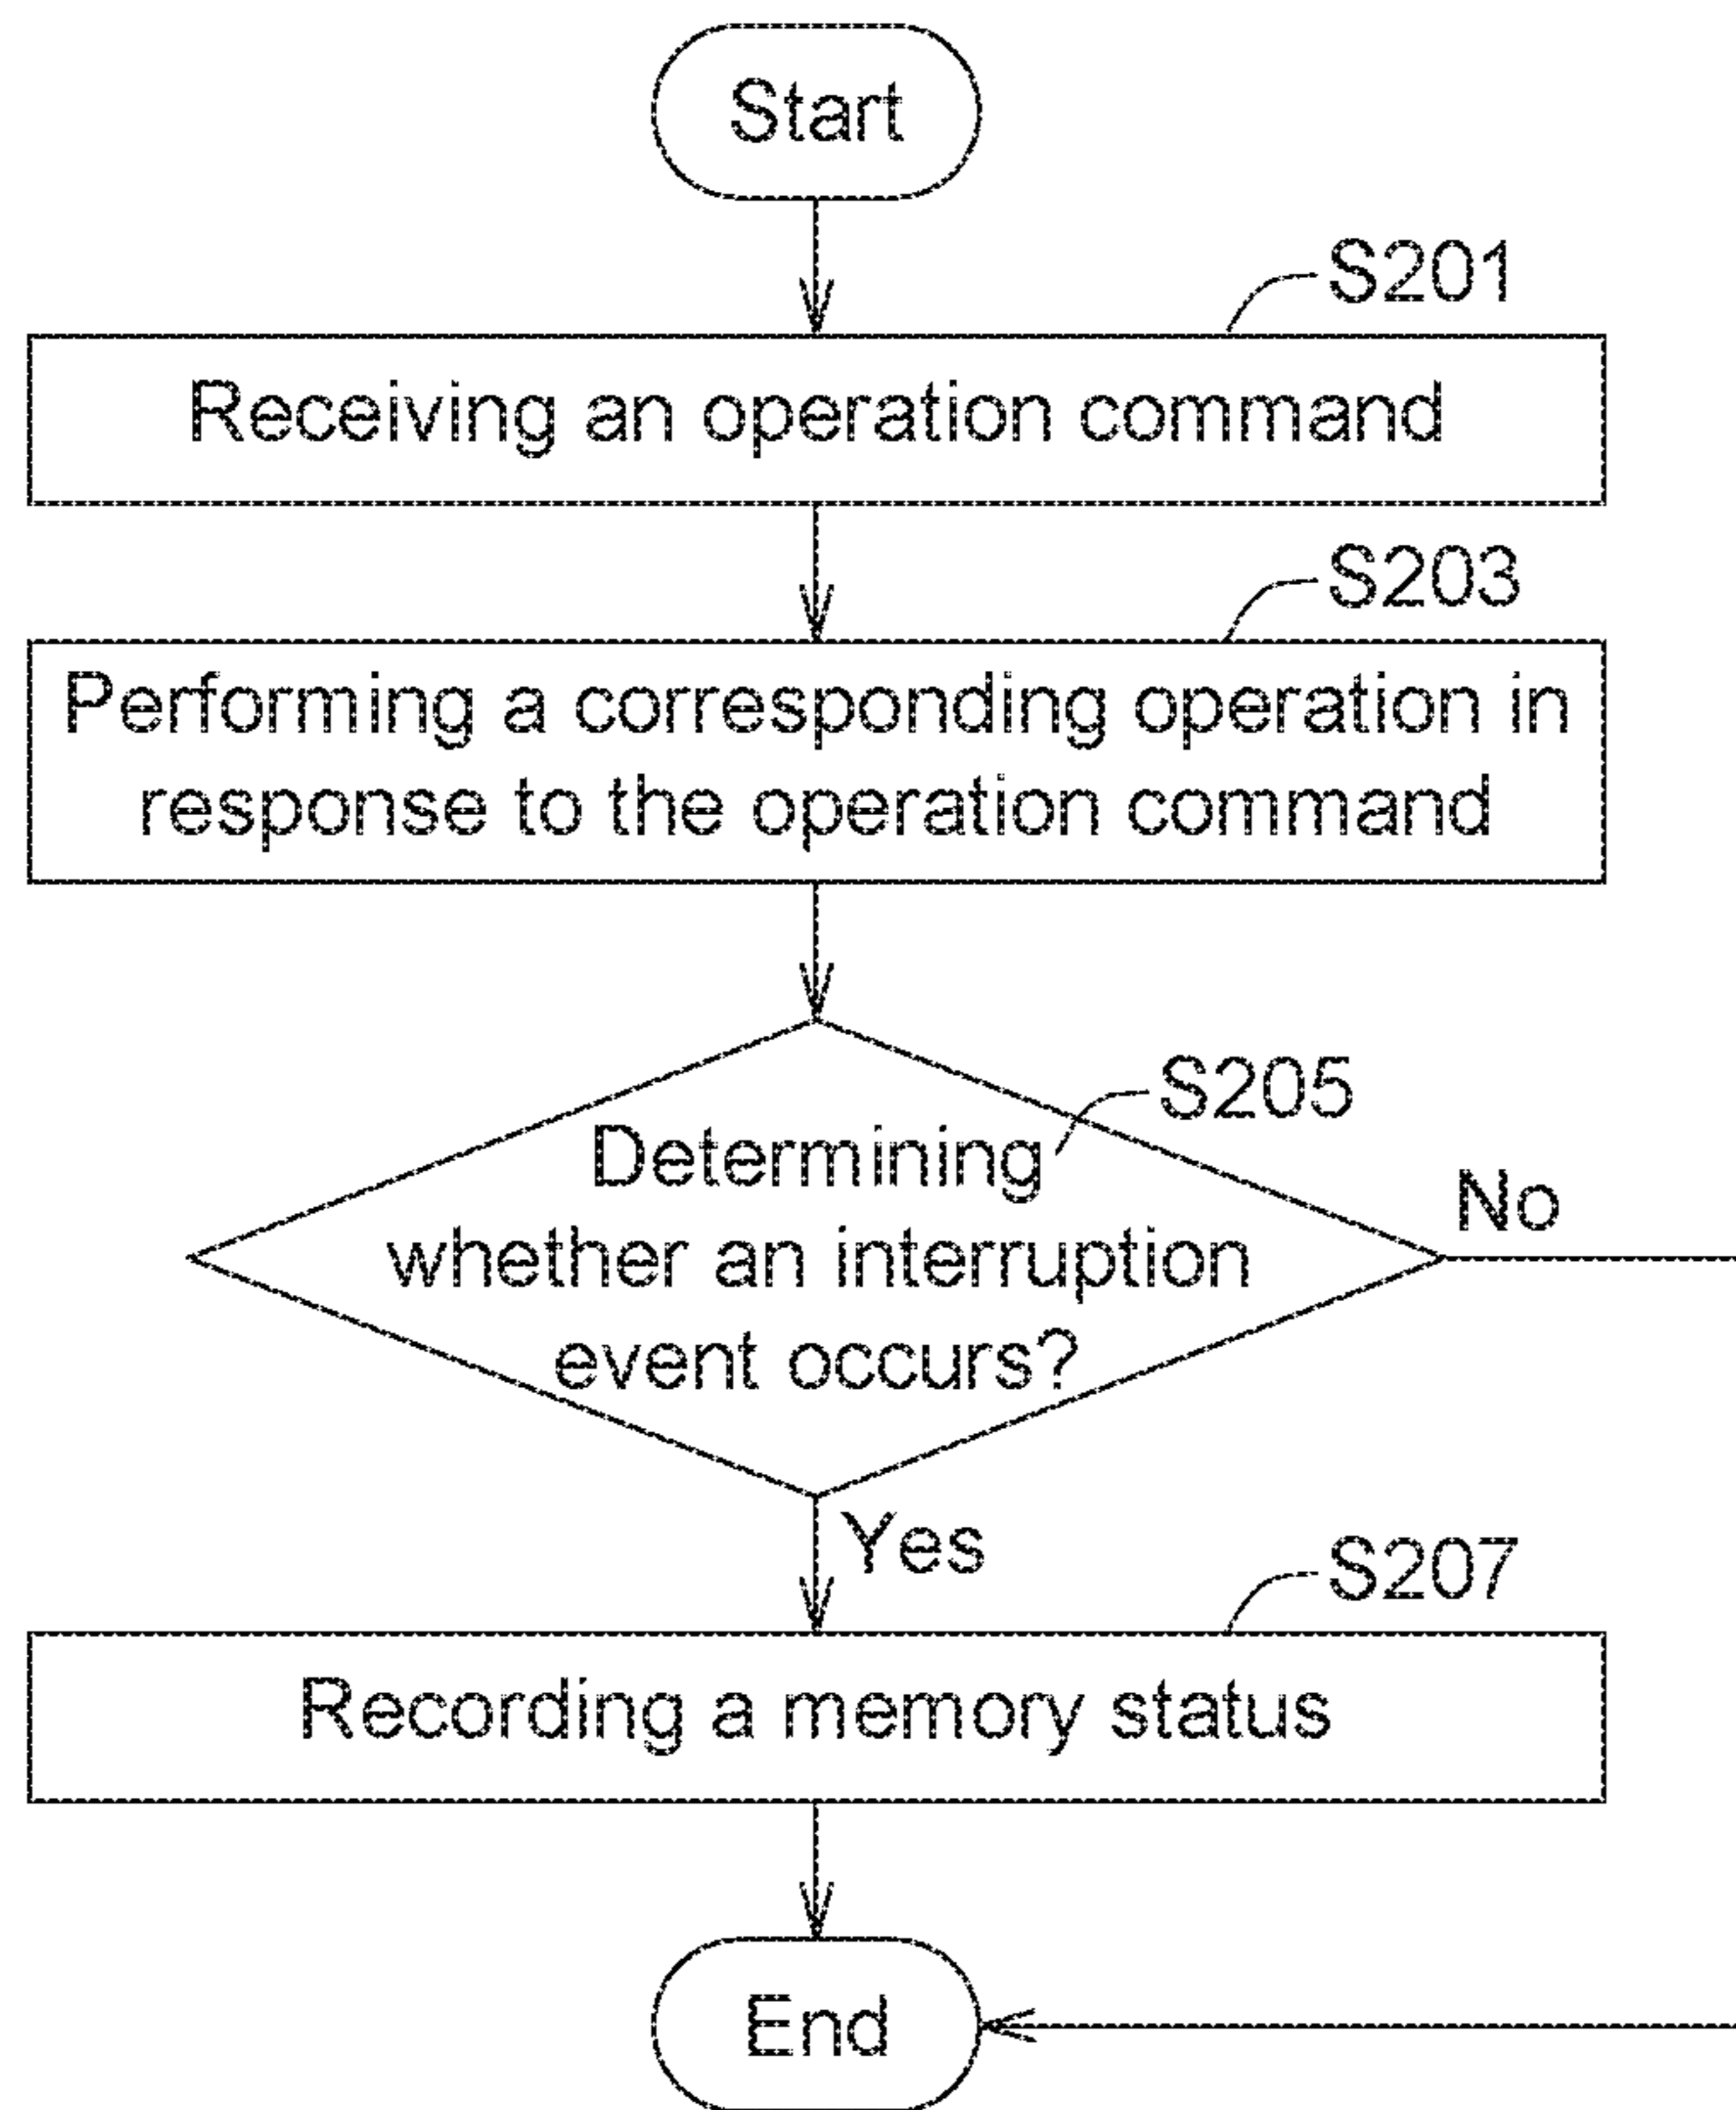 Start
S201
Receiving an operation command
S203
Performing a corresponding operation in
response to the operation command
S205
Determining
whether an interruption
event occurs?
No
Yes
S207
Recording a memory status
End